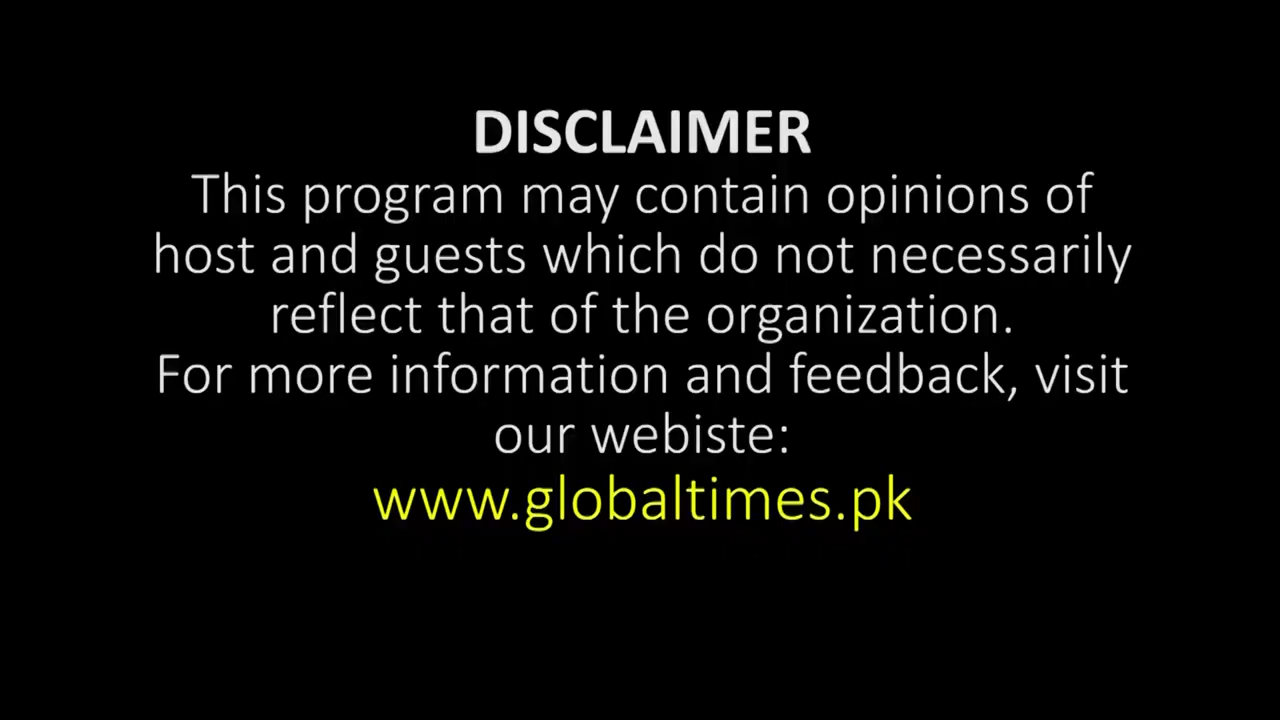 DISCLAIMER
This program may contain opinions of
host and guests which do not necessarily
reflect that of the organization.
For more information and feedback, visit
our webiste:
www.globaltimes.pk